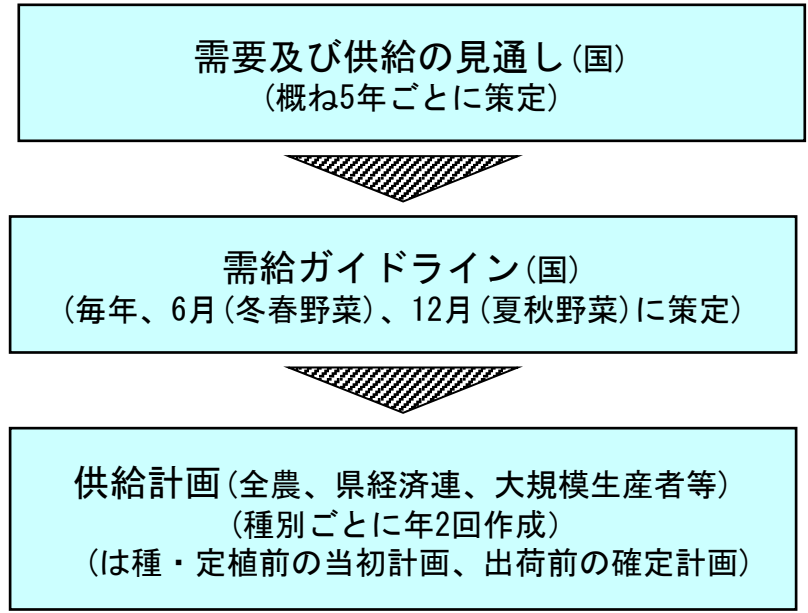 需要及び供給の見通し(国)
(概ね5年ごとに策定)
需給ガイドライン(国)
(毎年、6月(冬春野菜)、12月(夏秋野菜)に策定)
供給計画(全農、県経済連、大規模生産者等)
(種別ごとに年2回作成)
(は種・定植前の当初計画、出荷前の確定計画)